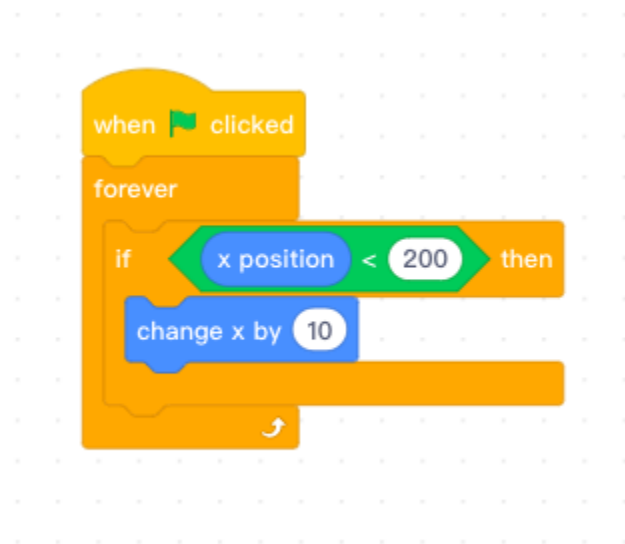 when clicked
forever
if x position < 200 then
change x by 10